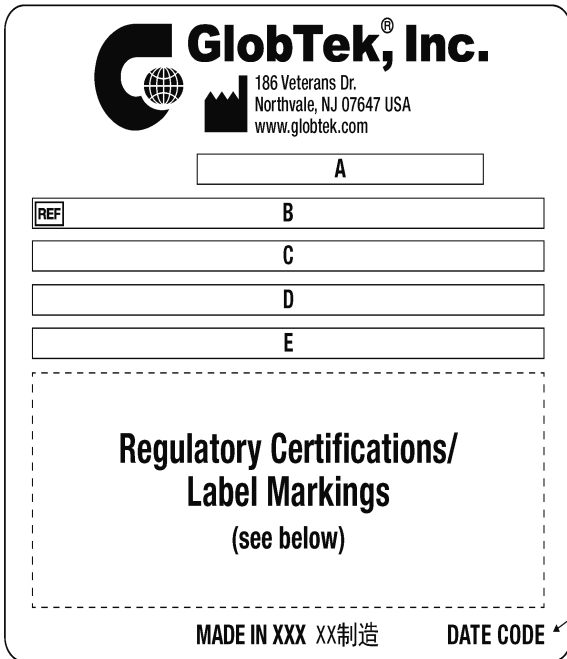 GlobTek®, Inc.
186 Veterans Dr.
Northvale, NJ 07647 USA
www.globtek.com
A
REF B
C
D
E
Regulatory Certifications/
Label Markings
(see below)
MADE IN XXX XX制造 DATE CODE